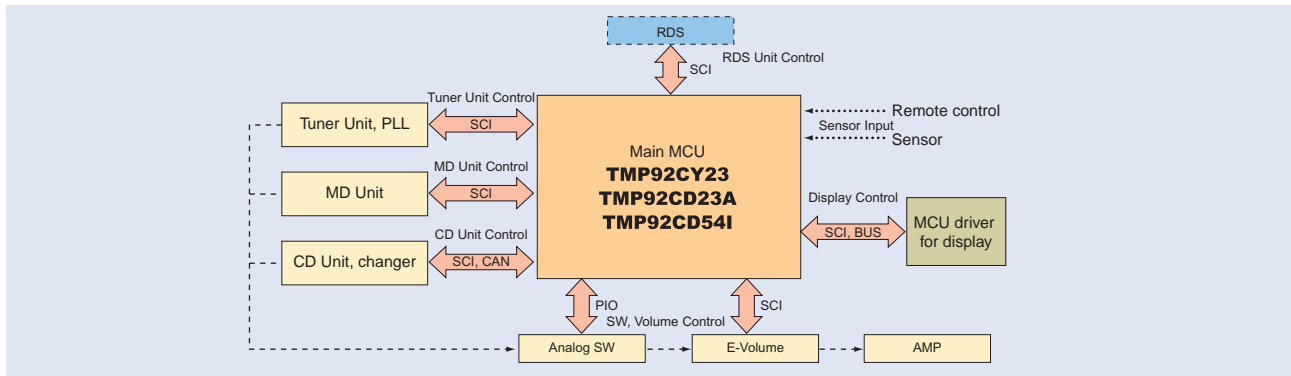 RDS
RDS Unit Control
SCI
Tuner Unit Control
Tuner Unit, PLL
SCI
Remote control
Sensor Input
Sensor
Main MCU
TMP92CY23
TMP92CD23A
TMP92CD54I
MD Unit Control
MD Unit
SCI
Display Control
SCI, BUS
MCU driver
for display
CD Unit Control
CD Unit, changer
SCI, CAN
PIO
SCI
SW, Volume Control
Analog SW
E-Volume
AMP